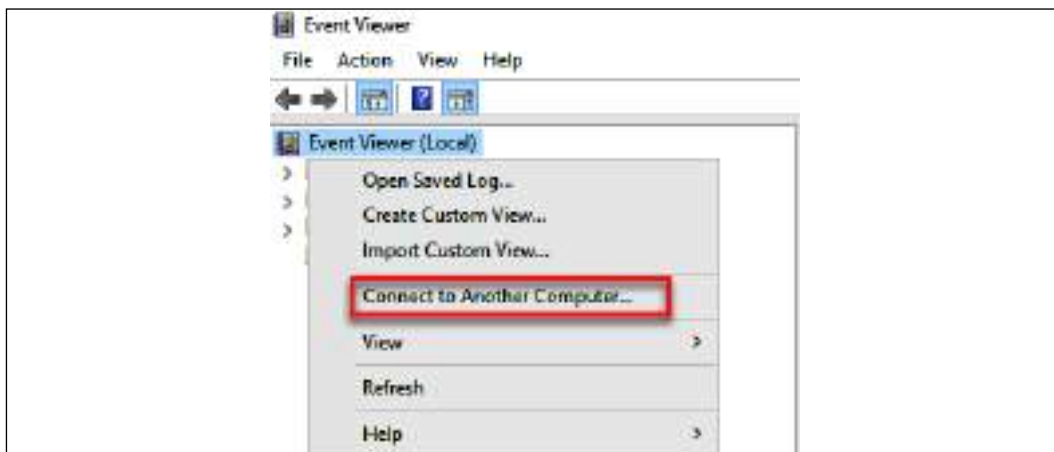 Event Viewer
File Action View Help
Event Viewer (Local)
Open Saved Log...
Create Custom View...
Import Custom View...
Connect to Another Computer...
View
Refresh
Help